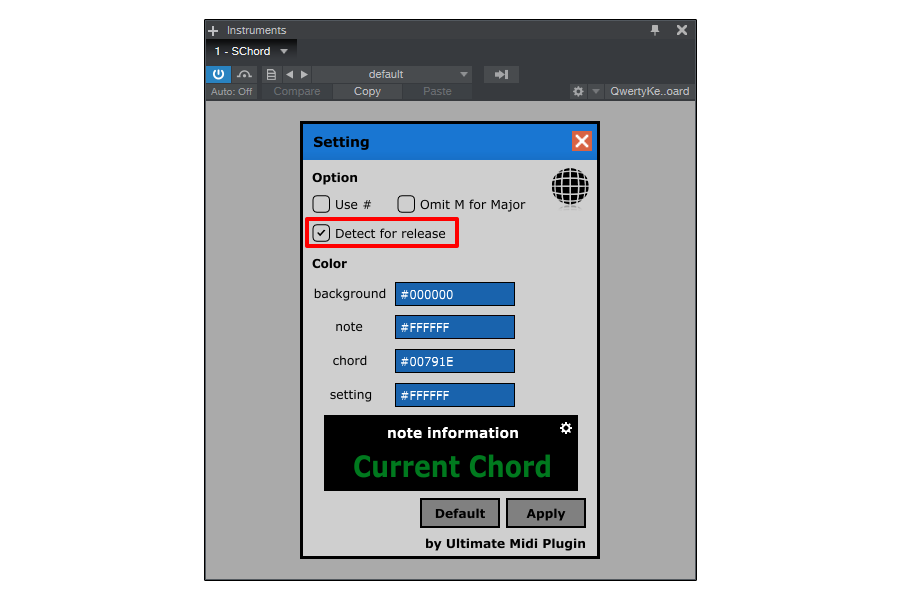 Instruments
1 - SChord
default
Auto: Off Compare Copy Paste QwertyKe..oard
Setting
Option
Use # Omit M for Major
Detect for release
Color
background #000000
note #FFFFFF
chord #00791E
setting #FFFFFF
note information
Current Chord
Default Apply
by Ultimate Midi Plugin